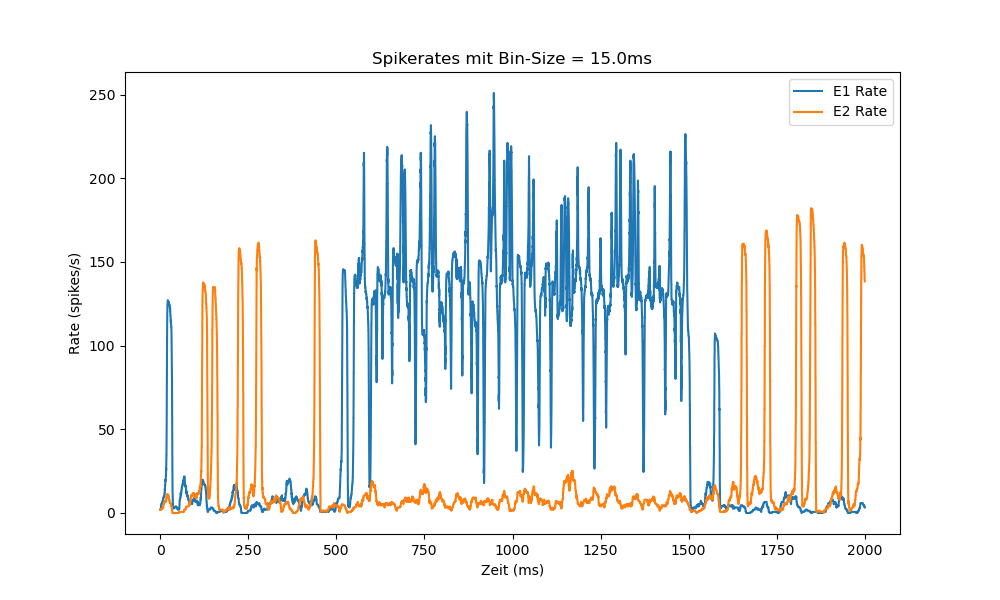 Spikerates mit Bin-Size = 15.0ms
E1 Rate
E2 Rate
250
200
150
100
50
0
Rate (spikes/s)
0 250 500 750 1000 1250 1500 1750 2000
Zeit (ms)